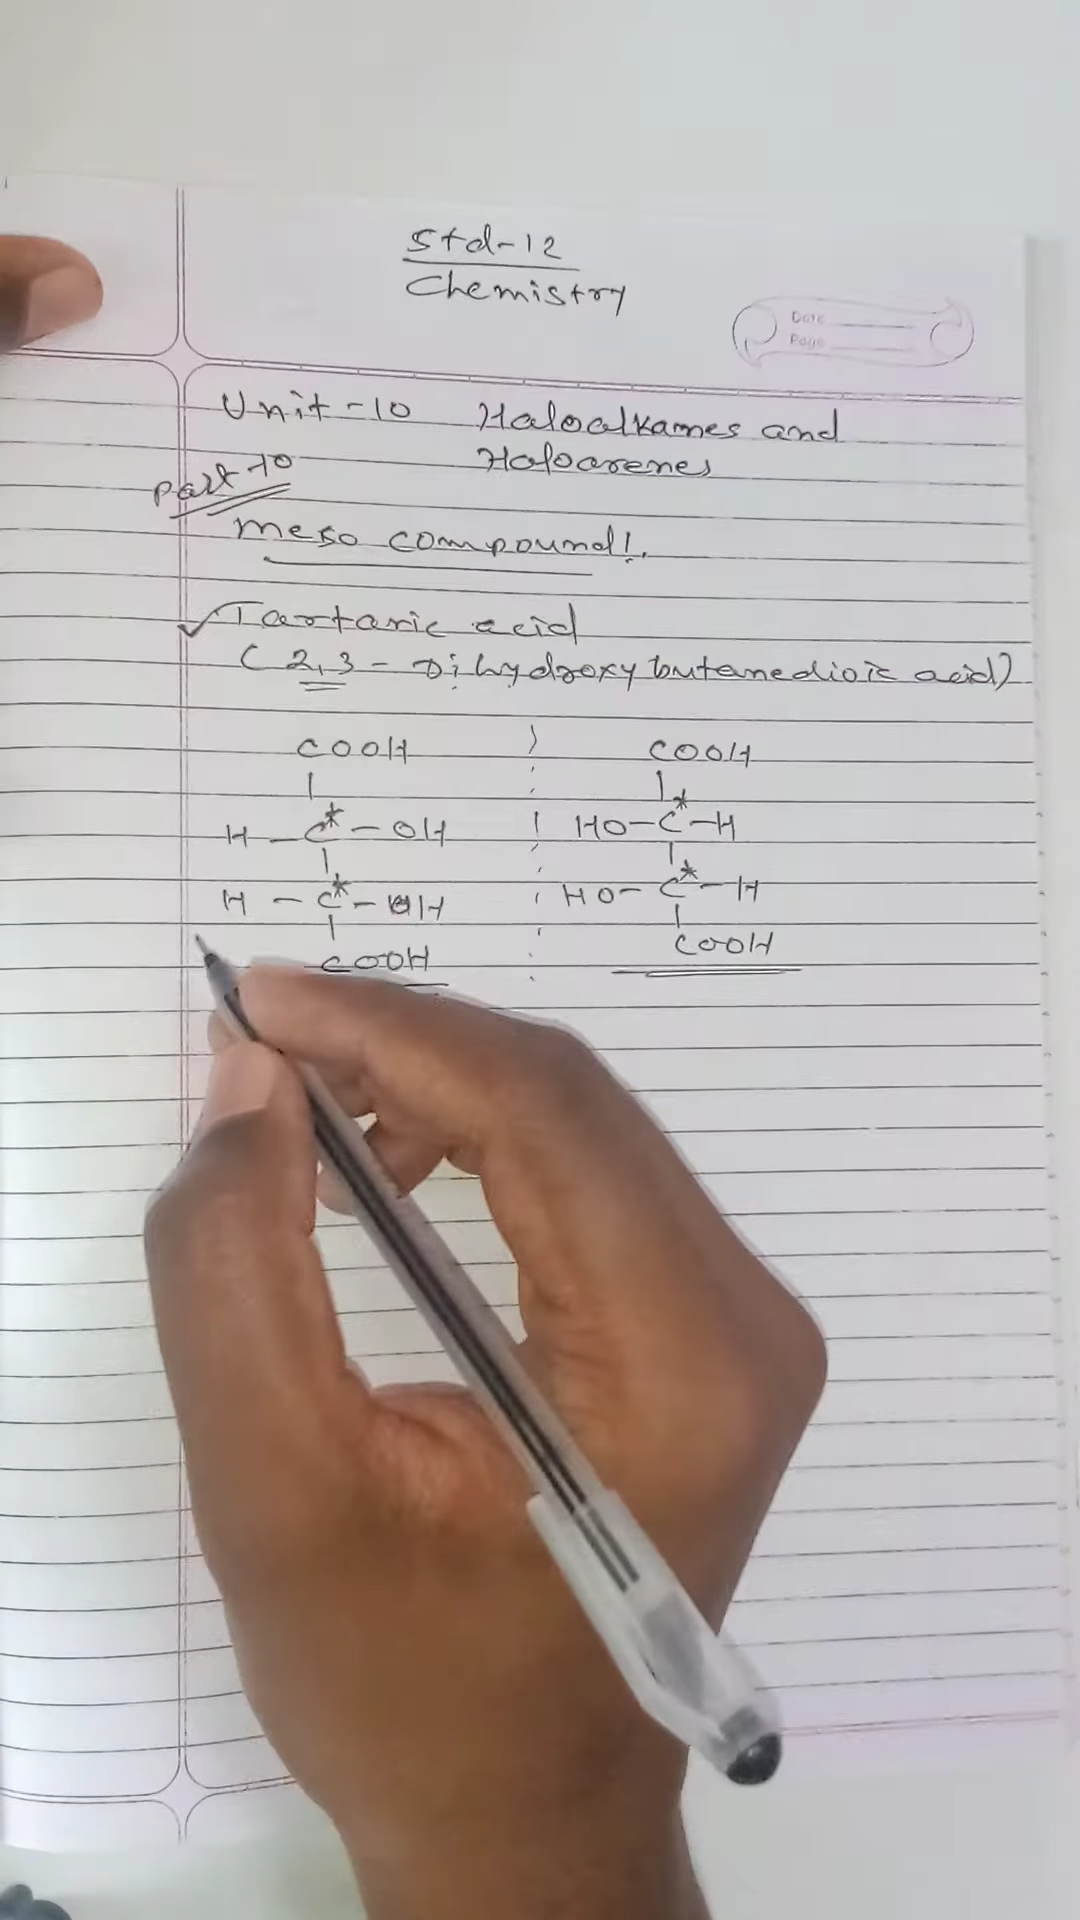 Std-12
Chemistry
Date
Page
Unit-10 Haloalkanes and
Haloarenes
Part-10
meso compound!.
✓ Tartaric acid
(2,3-Dihydroxy butanedioic acid)
COOH COOH
H - C* - OH HO - C* - H
H - C* - OH HO - C* - H
COOH COOH